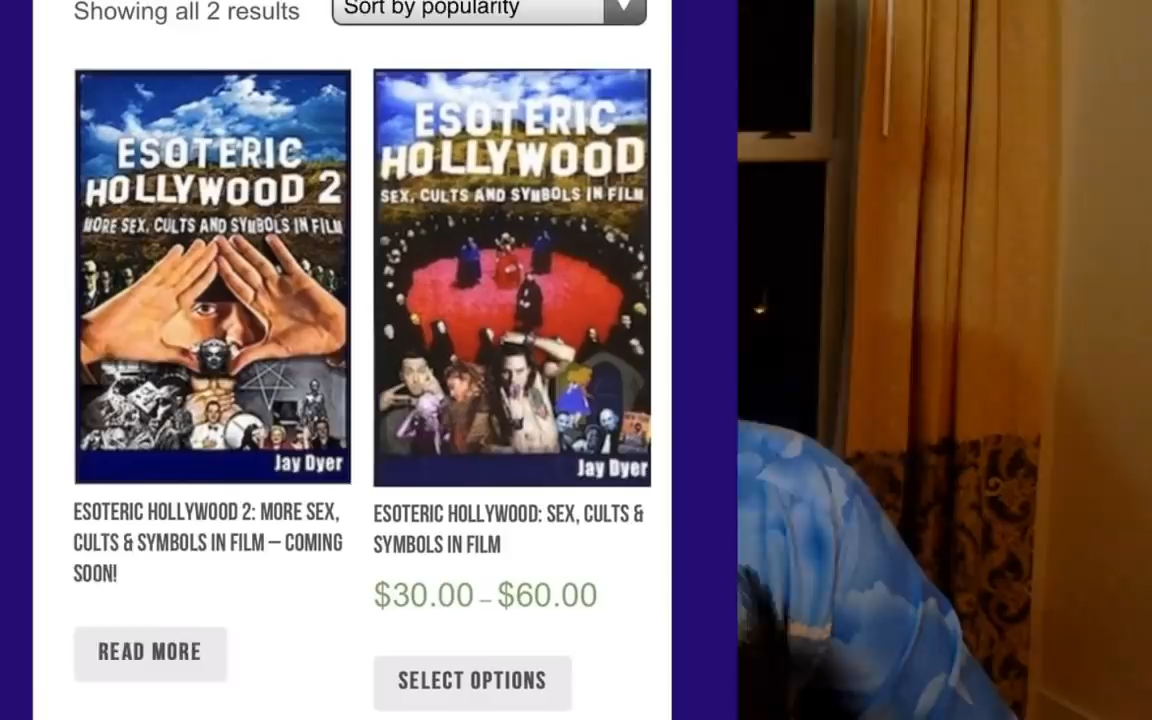 Showing all 2 results
Sort by popularity
ESOTERIC
HOLLYWOOD 2
MORE SEX, CULTS AND SYMBOLS IN FILM
Jay Dyer
ESOTERIC
HOLLYWOOD
SEX, CULTS AND SYMBOLS IN FILM
Jay Dyer
ESOTERIC HOLLYWOOD 2: MORE SEX,
CULTS & SYMBOLS IN FILM – COMING
SOON!
READ MORE
ESOTERIC HOLLYWOOD: SEX, CULTS &
SYMBOLS IN FILM
$30.00 – $60.00
SELECT OPTIONS